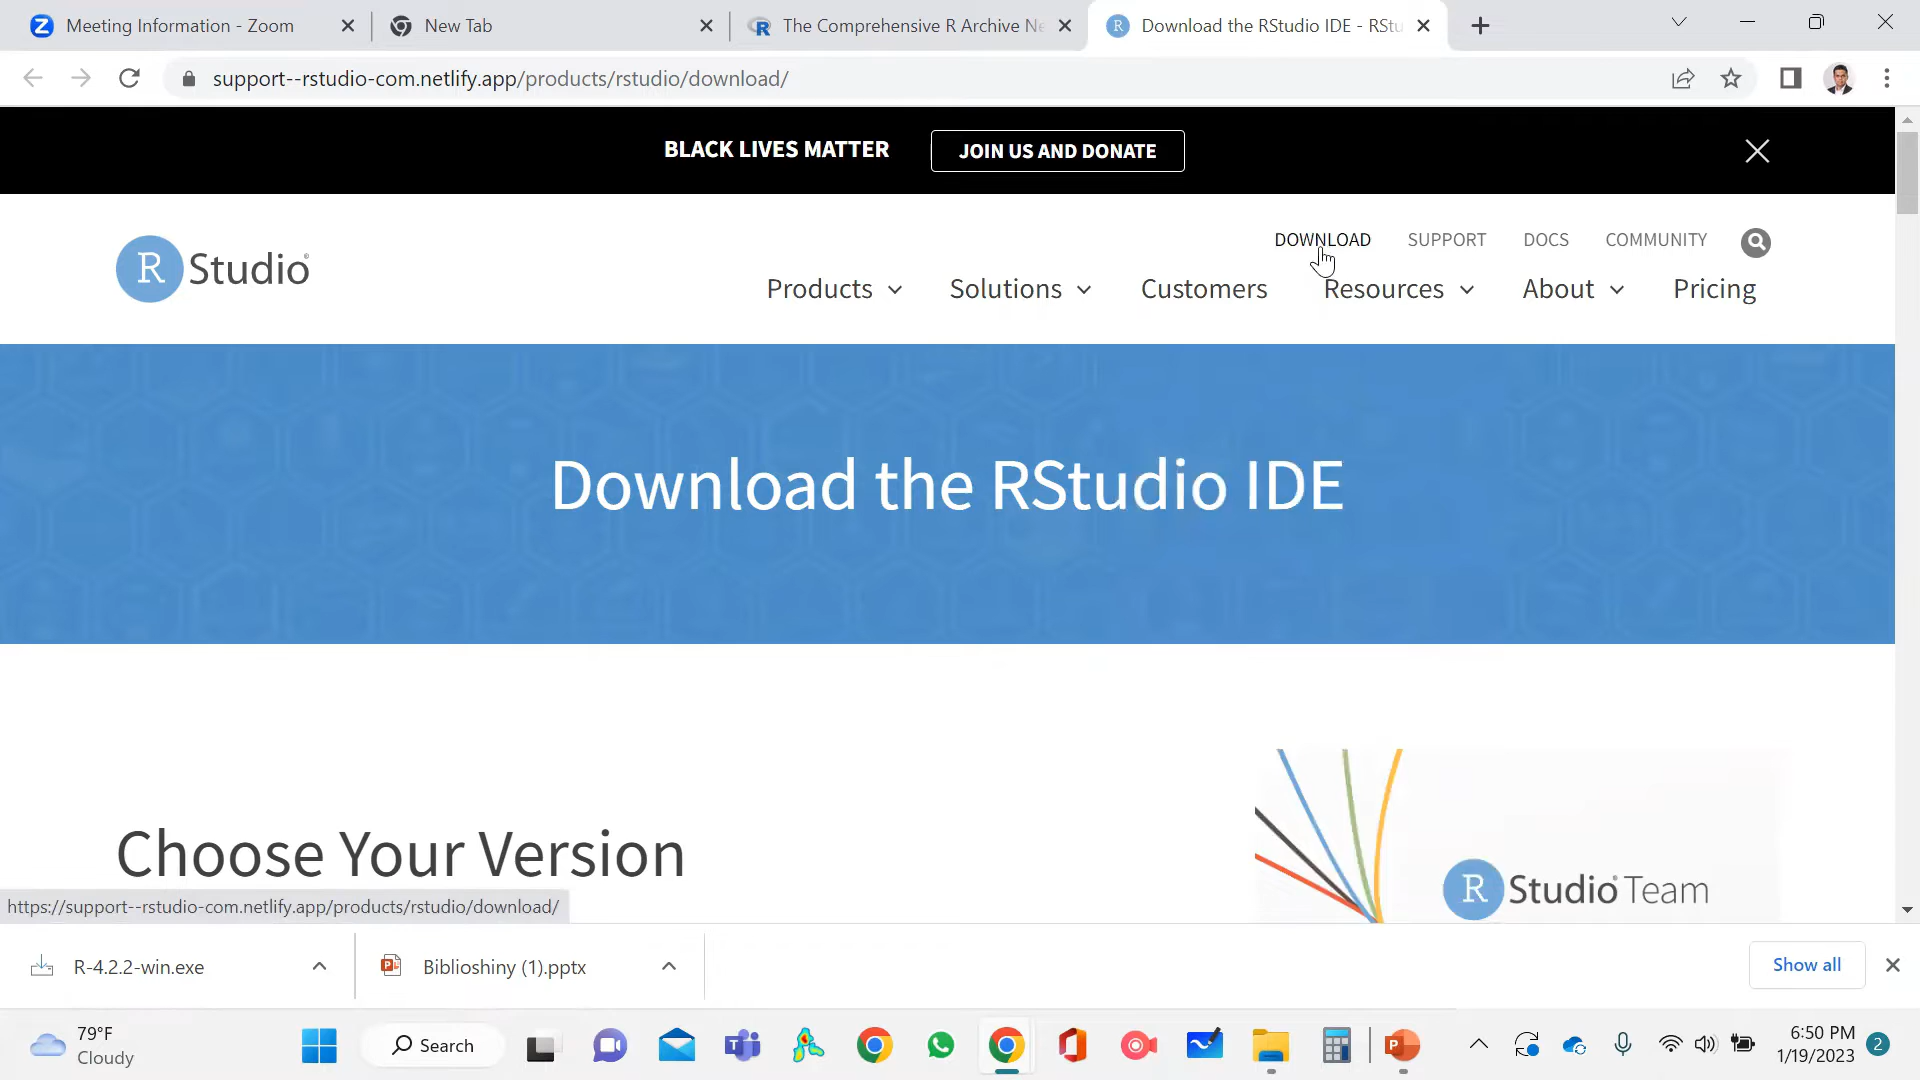 Meeting Information - Zoom
New Tab
The Comprehensive R Archive Ne
Download the RStudio IDE - RStu
support--rstudio-com.netlify.app/products/rstudio/download/
BLACK LIVES MATTER
JOIN US AND DONATE
R Studio®
DOWNLOAD
SUPPORT
DOCS
COMMUNITY
Products
Solutions
Customers
Resources
About
Pricing
Download the RStudio IDE
Choose Your Version
R Studio® Team
https://support--rstudio-com.netlify.app/products/rstudio/download/
R-4.2.2-win.exe
Biblioshiny (1).pptx
Show all
79°F
Cloudy
Search
6:50 PM
1/19/2023
2